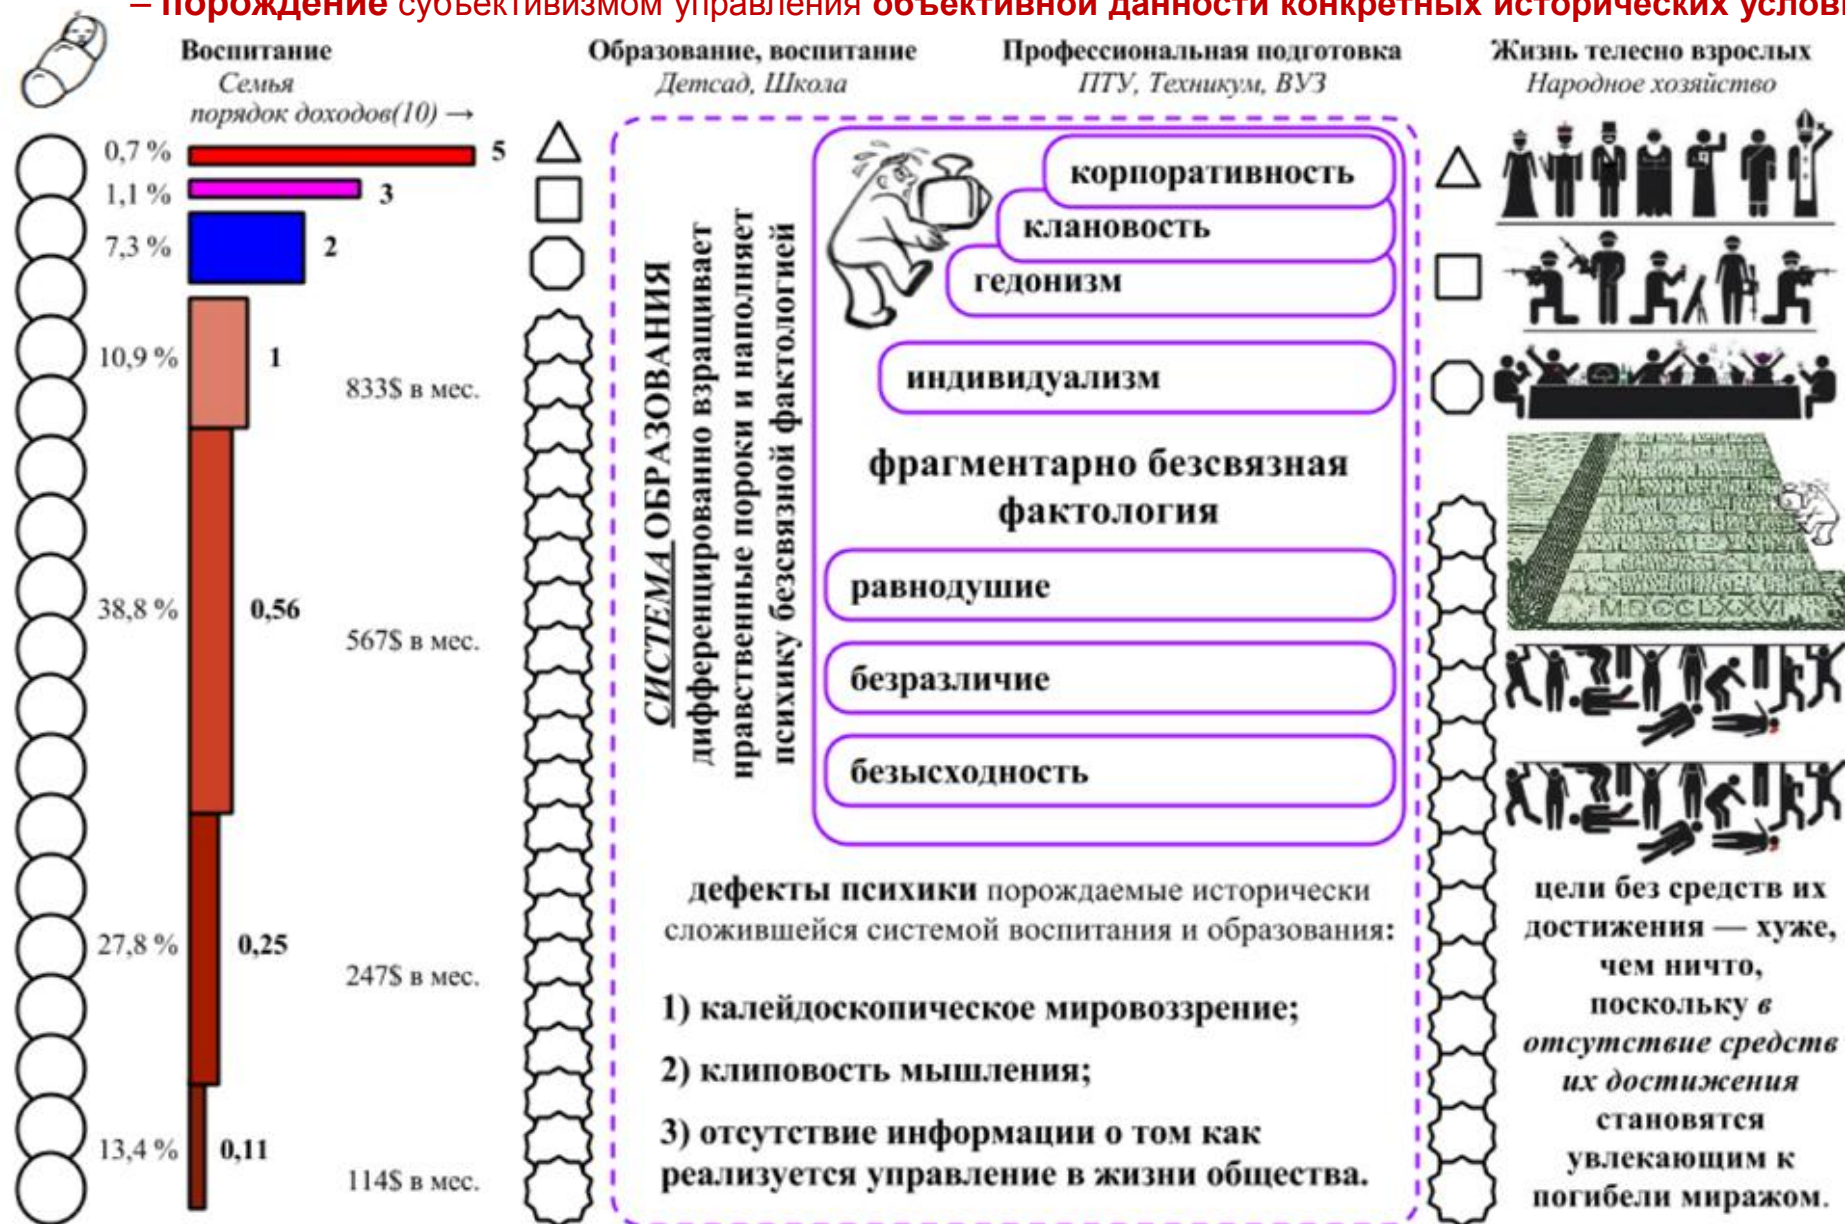 – порождение субъективизмом управления объективной данности конкретных исторических услови
Воспитание
Семья
порядок доходов(10) →
Образование, воспитание
Детсад, Школа
Профессиональная подготовка
ПТУ, Техникум, ВУЗ
Жизнь телесно взрослых
Народное хозяйство
0,7 %
5
1,1 %
3
7,3 %
2
10,9 %
1
833$ в мес.
38,8 %
0,56
567$ в мес.
27,8 %
0,25
247$ в мес.
13,4 %
0,11
114$ в мес.
СИСТЕМА ОБРАЗОВАНИЯ
дифференцированно взращивает
нравственные пороки и наполняет
психику безсвязной фактологией
корпоративность
клановость
гедонизм
индивидуализм
фрагментарно безсвязная
фактология
равнодушие
безразличие
безысходность
дефекты психики порождаемые исторически
сложившейся системой воспитания и образования:
1) калейдоскопическое мировоззрение;
2) клиповость мышления;
3) отсутствие информации о том как
реализуется управление в жизни общества.
MDCCLXXVI
цели без средств их
достижения — хуже,
чем ничто,
поскольку в
отсутствие средств
их достижения
становятся
увлекающим к
погибели миражом.